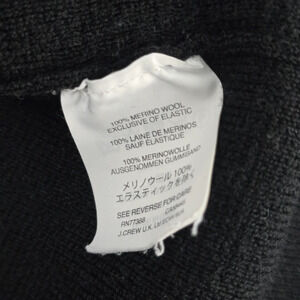 100% MERINO WOOL
EXCLUSIVE OF ELASTIC
100% LAINE DE MERINOS
SAUF ÉLASTIQUE
100% MERINOWOLLE
AUSGENOMMEN GUMMIBAND
メリノウール 100%
エラスティックを除く
SEE REVERSE FOR CARE
RN77388
J.CREW U.K.